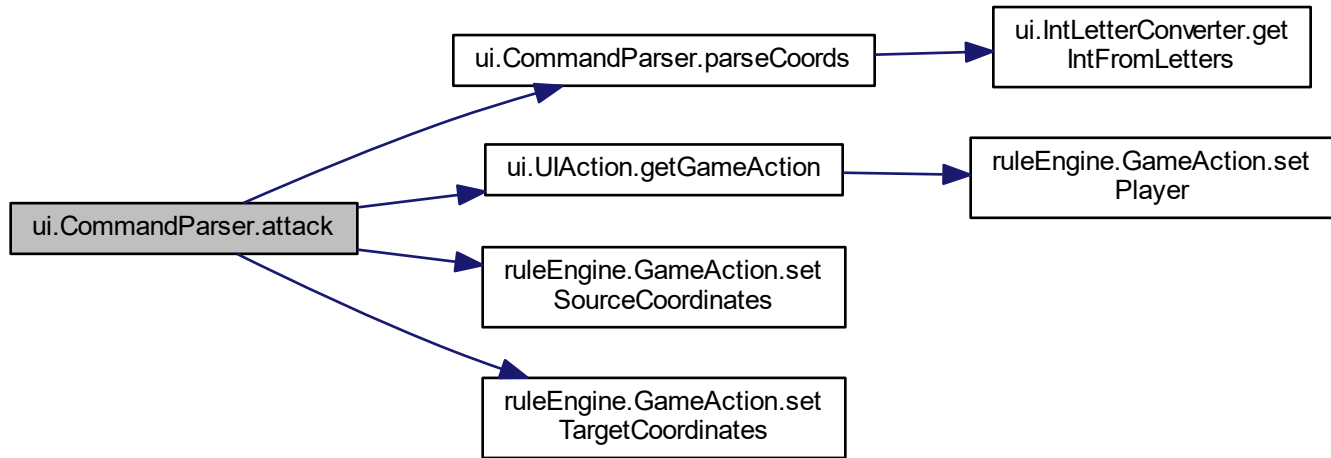 ui.CommandParser.attack
ui.CommandParser.parseCoords
ui.IntLetterConverter.get
IntFromLetters
ui.UIAction.getGameAction
ruleEngine.GameAction.set
Player
ruleEngine.GameAction.set
SourceCoordinates
ruleEngine.GameAction.set
TargetCoordinates